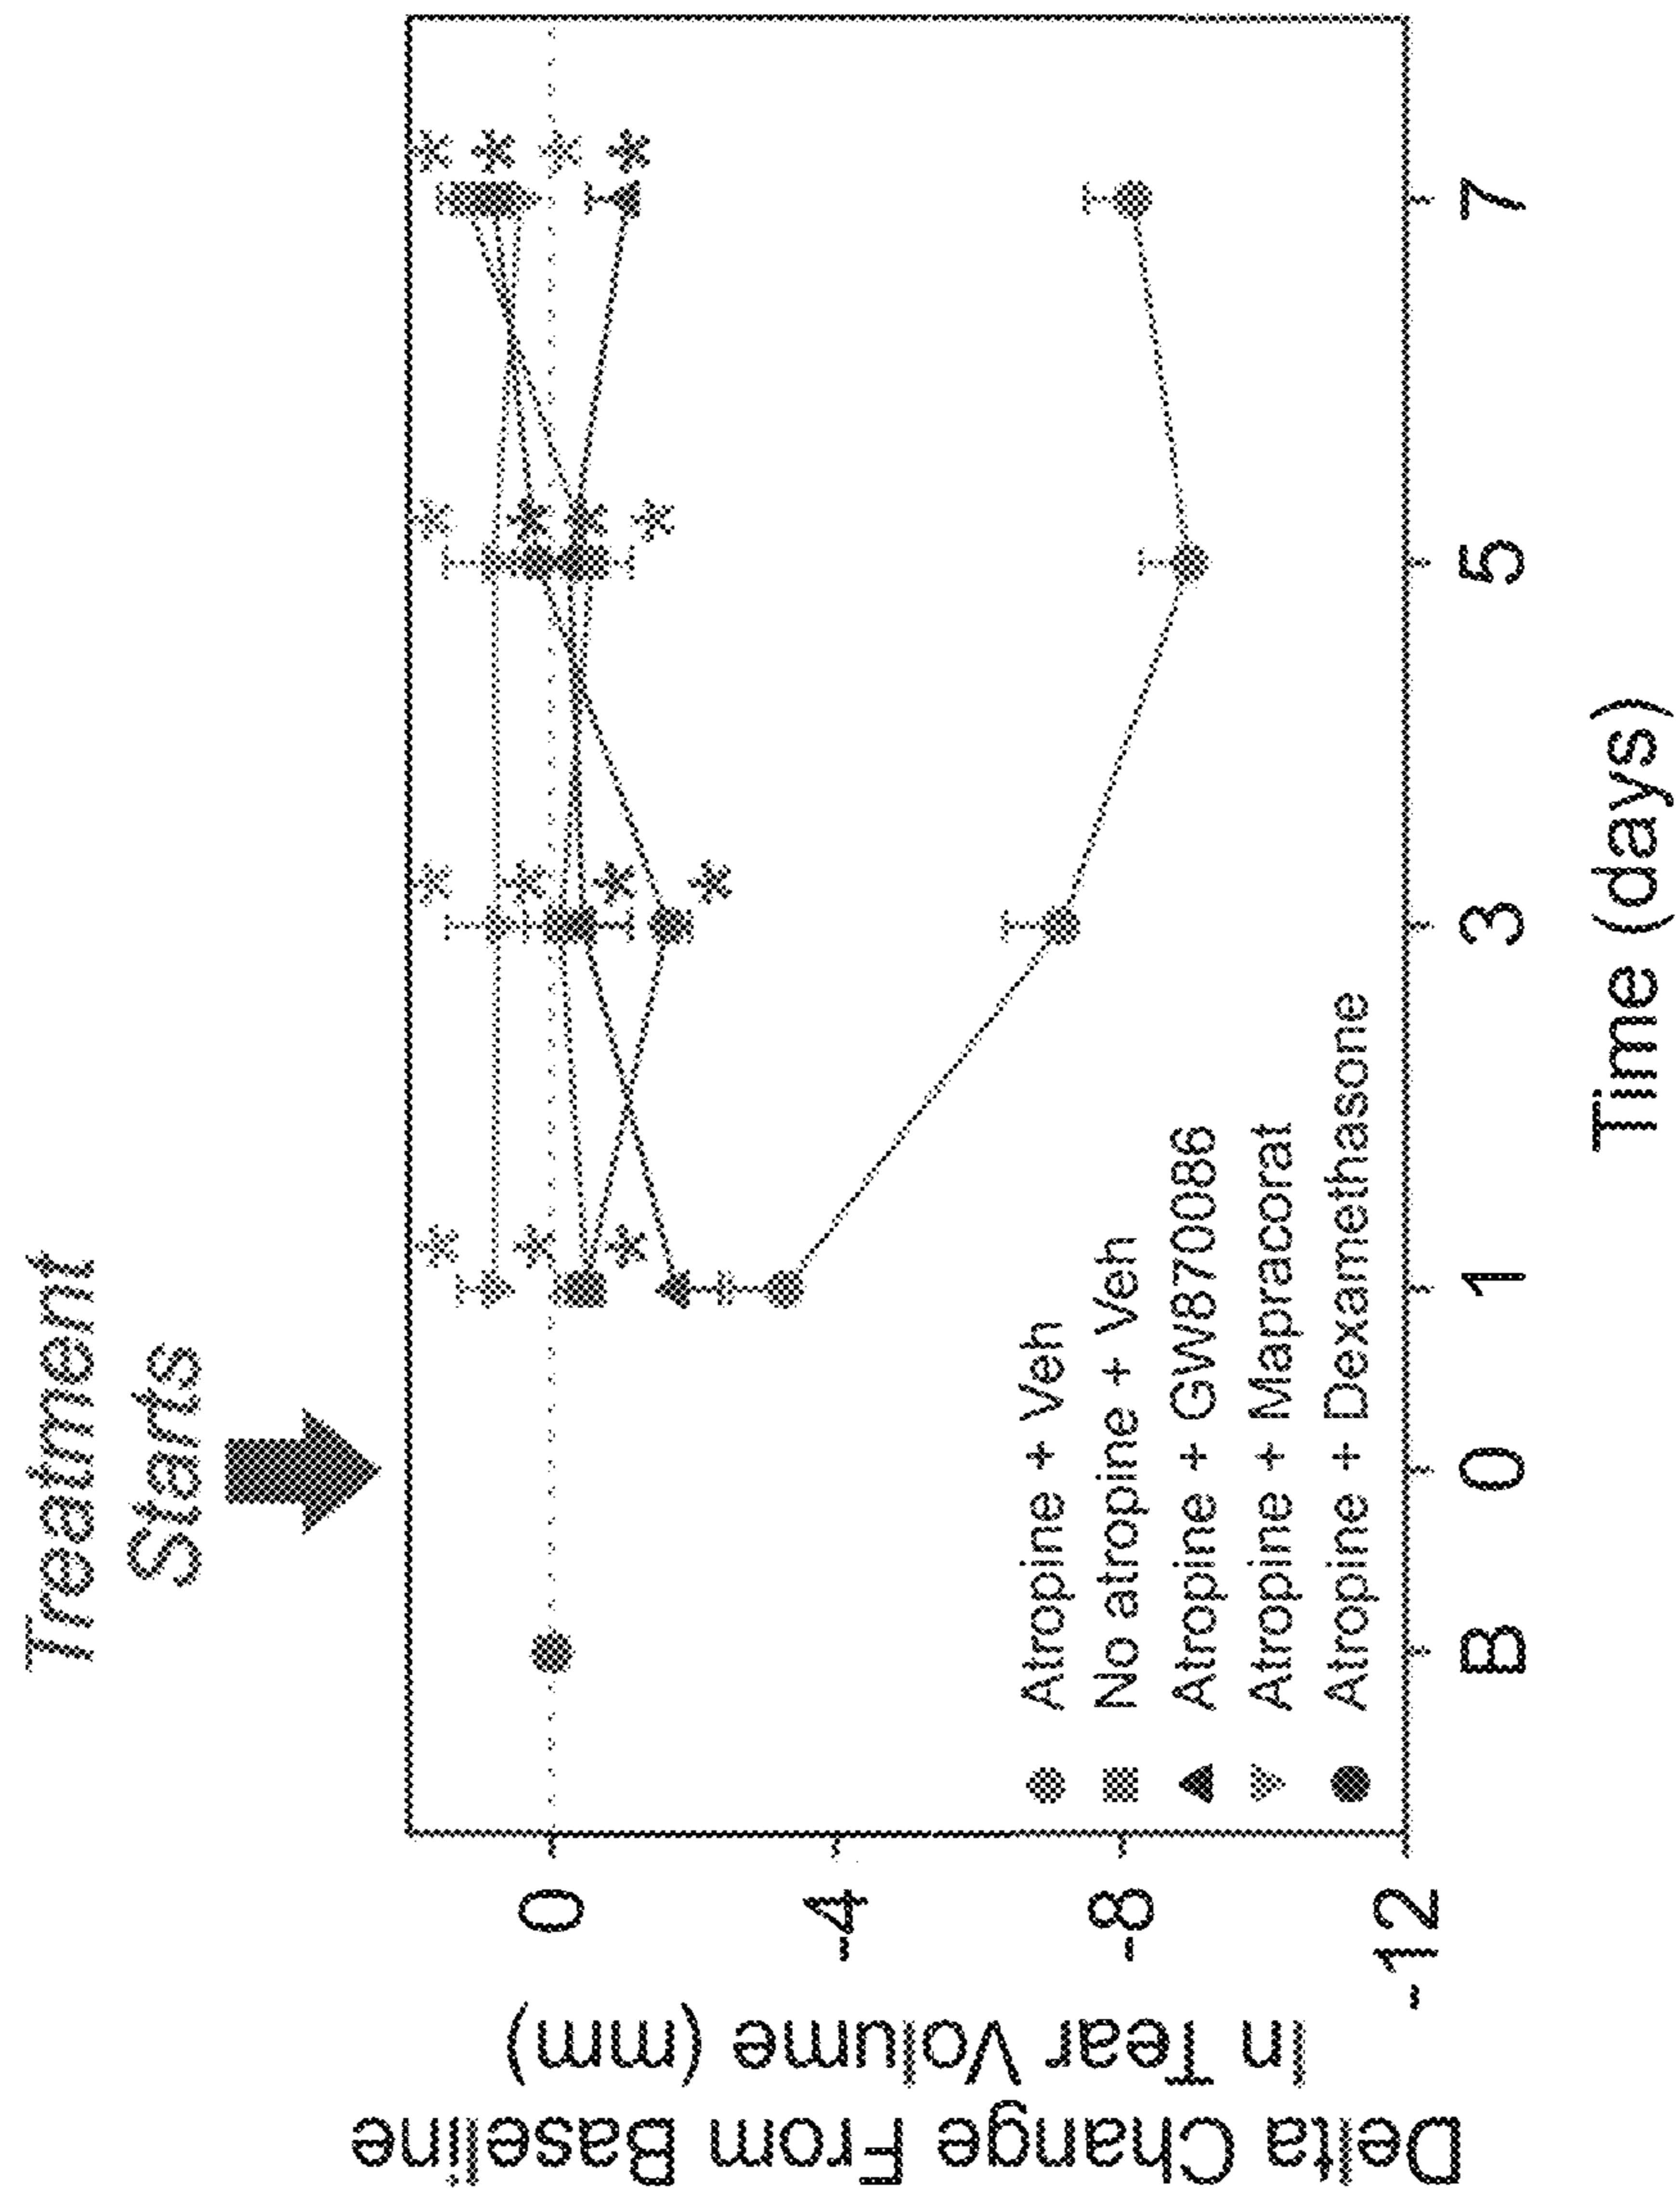 Treatment
Starts
Delta Change From Baseline
in Tear Volume (mm)
0
-4
-8
-12
* * * *
* * * *
* * * *
* * *
Atropine + Veh
No atropine + Veh
Atropine + GW870086
Atropine + Mapracorat
Atropine + Dexamethasone
B 0 1 3 5 7
Time (days)